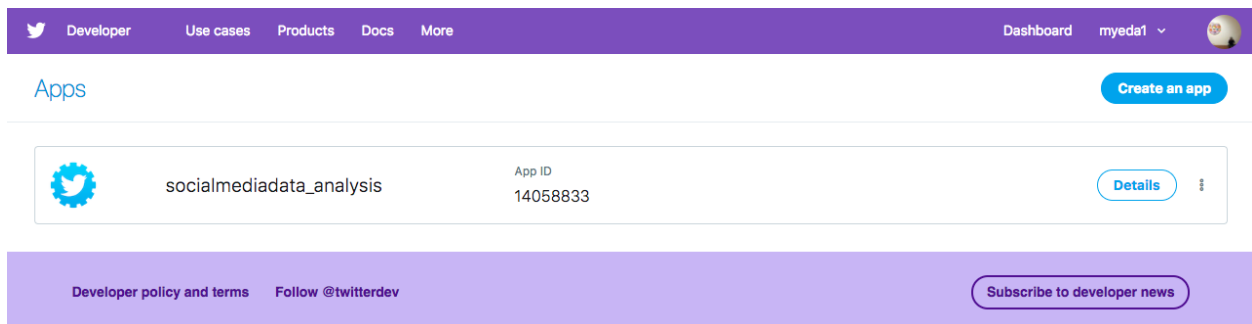 Developer Use cases Products Docs More Dashboard myeda1
Apps Create an app
App ID
socialmediadata_analysis 14058833 Details
Developer policy and terms Follow @twitterdev Subscribe to developer news